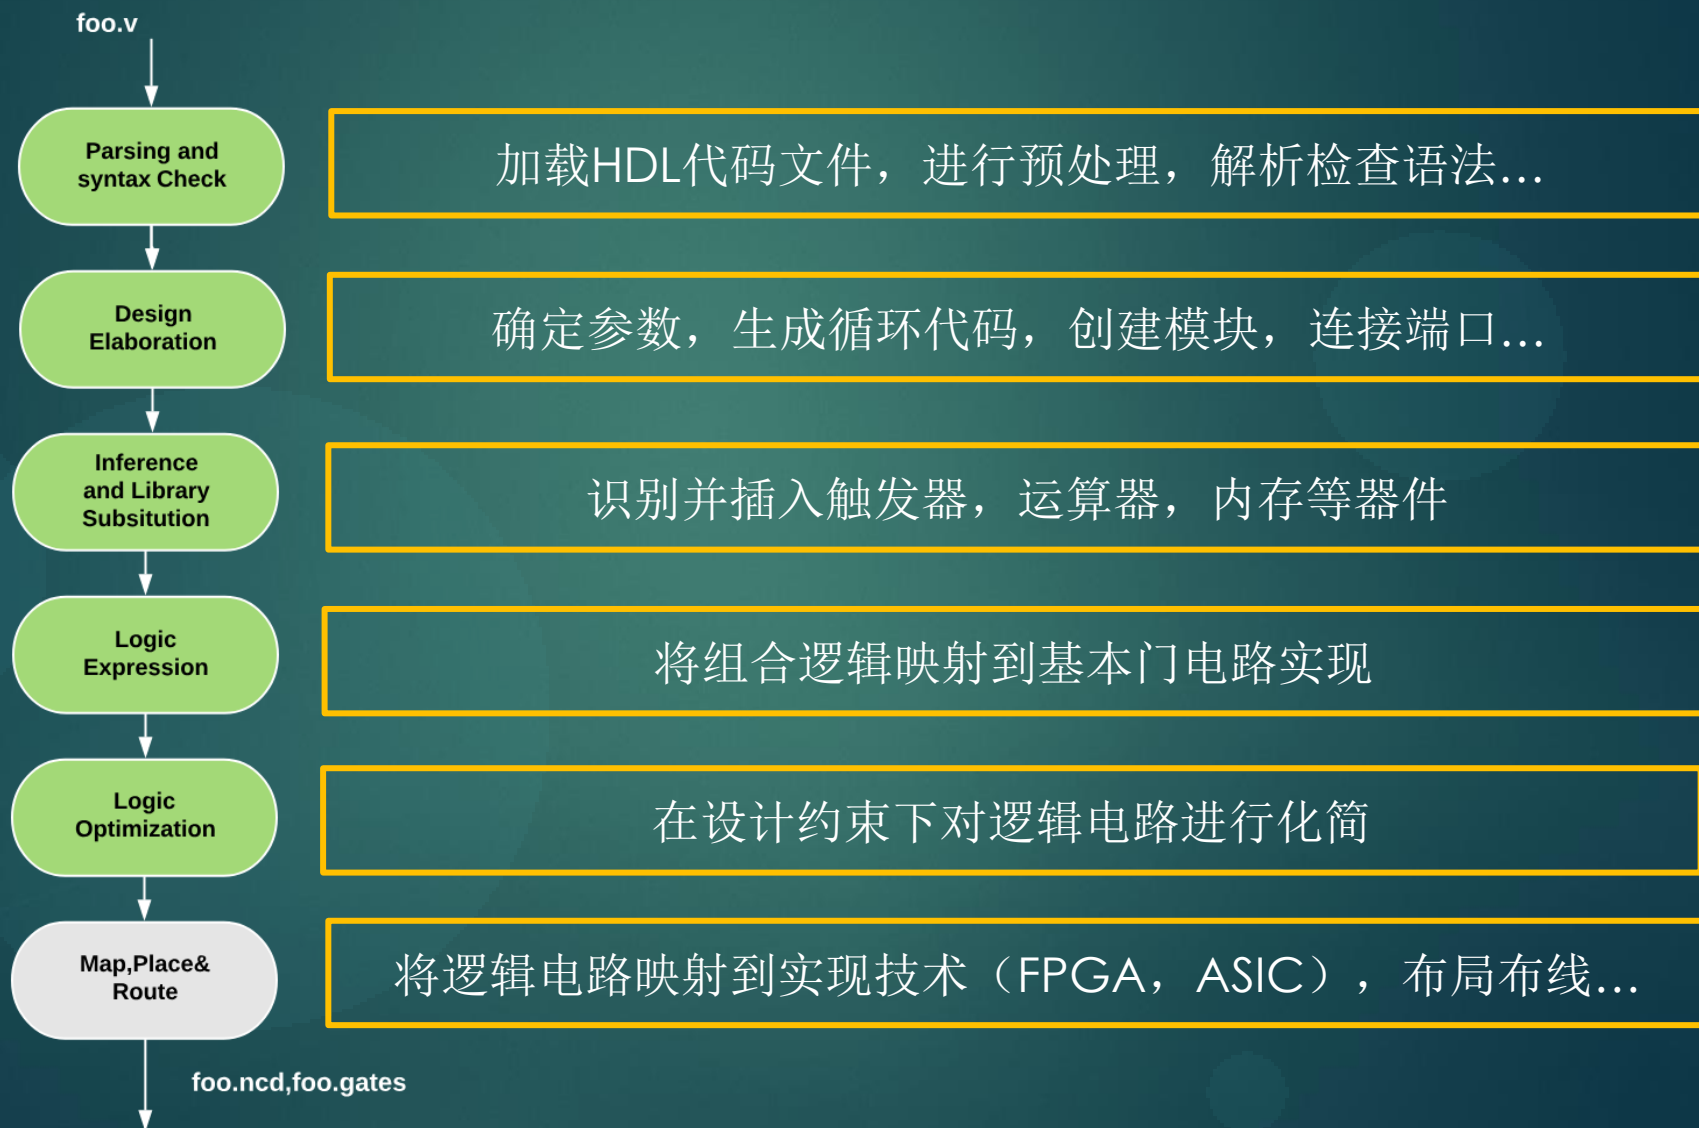 foo.v
Parsing and
syntax Check
加载HDL代码文件，进行预处理，解析检查语法...
Design
Elaboration
确定参数，生成循环代码，创建模块，连接端口...
Inference
and Library
Subsitution
识别并插入触发器，运算器，内存等器件
Logic
Expression
将组合逻辑映射到基本门电路实现
Logic
Optimization
在设计约束下对逻辑电路进行化简
Map,Place&
Route
将逻辑电路映射到实现技术（FPGA，ASIC），布局布线...
foo.ncd,foo.gates